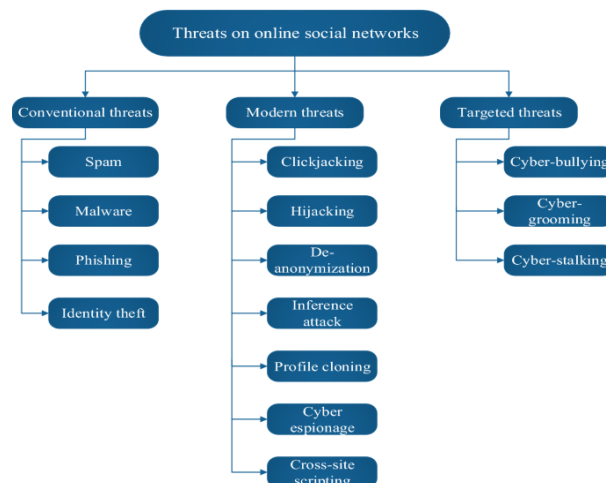 Threats on online social networks
Conventional threats
Modern threats
Targeted threats
Spam
Malware
Phishing
Identity theft
Clickjacking
Hijacking
De-
anonymization
Inference
attack
Profile cloning
Cyber
espionage
Cross-site
scripting
Cyber-bullying
Cyber-
grooming
Cyber-stalking